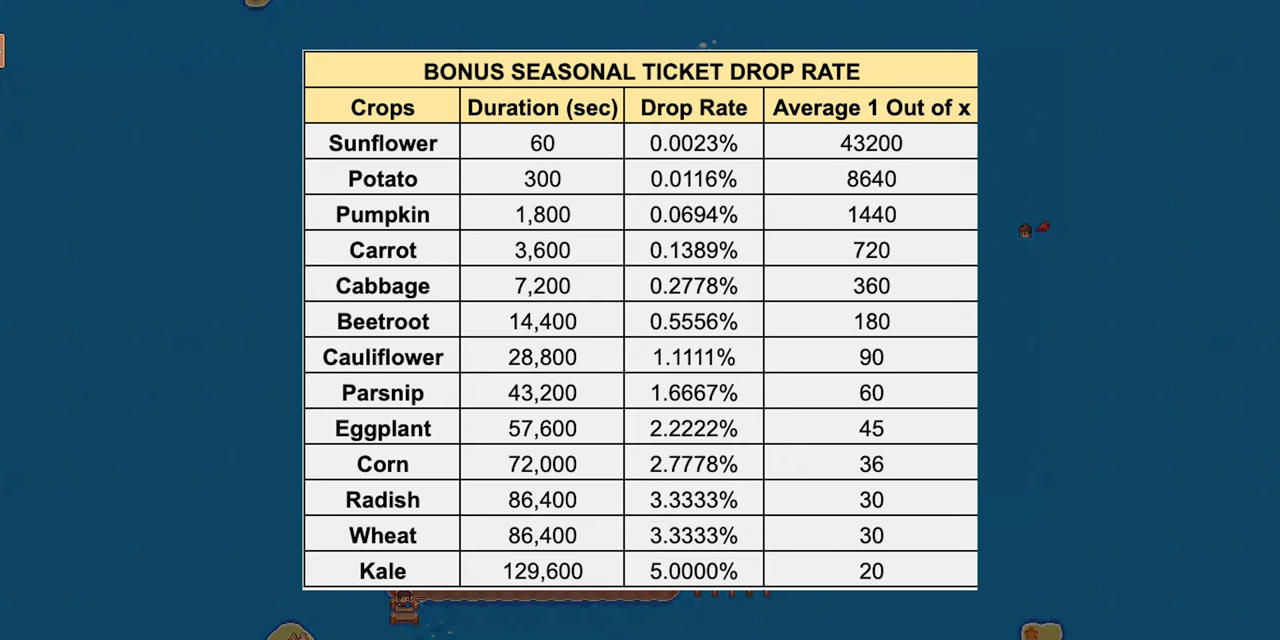 BONUS SEASONAL TICKET DROP RATE
Crops Duration (sec) Drop Rate Average 1 Out of x
Sunflower 60 0.0023% 43200
Potato 300 0.0116% 8640
Pumpkin 1,800 0.0694% 1440
Carrot 3,600 0.1389% 720
Cabbage 7,200 0.2778% 360
Beetroot 14,400 0.5556% 180
Cauliflower 28,800 1.1111% 90
Parsnip 43,200 1.6667% 60
Eggplant 57,600 2.2222% 45
Corn 72,000 2.7778% 36
Radish 86,400 3.3333% 30
Wheat 86,400 3.3333% 30
Kale 129,600 5.0000% 20